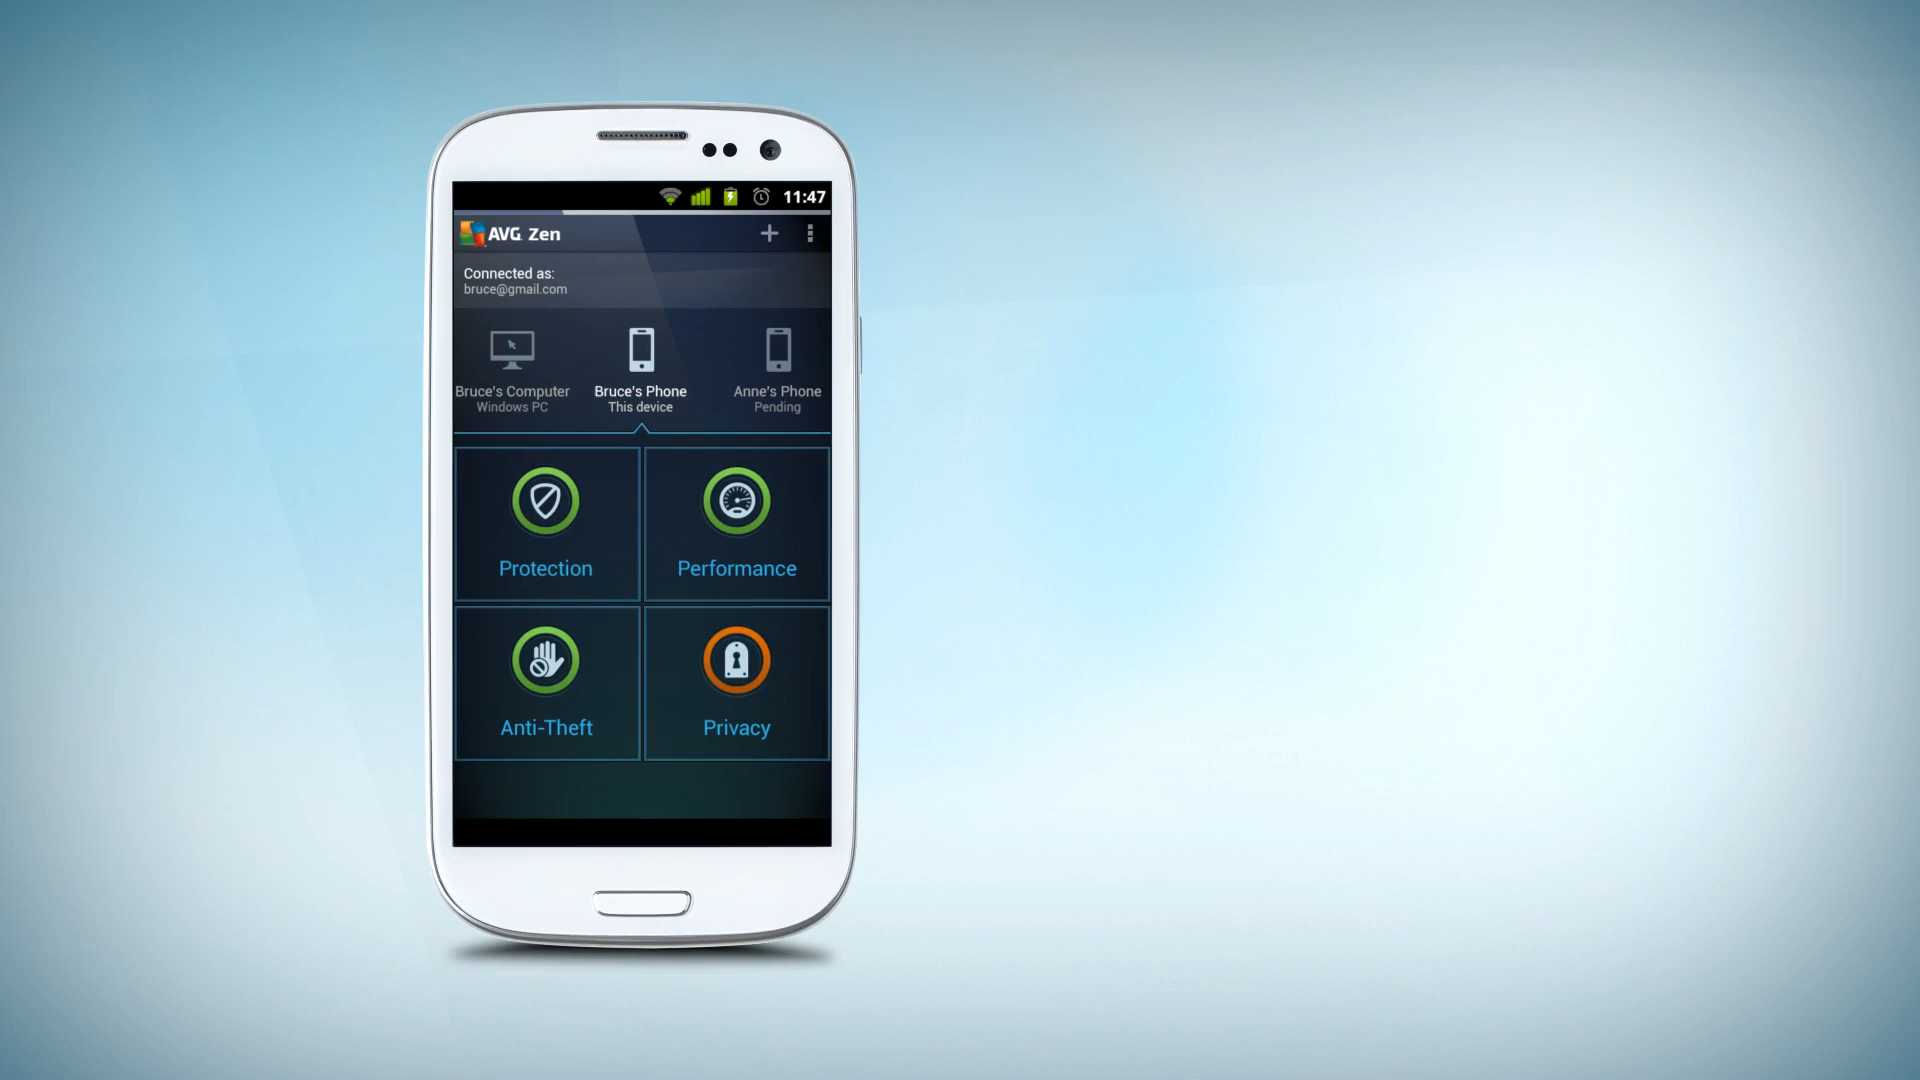 11:47
AVG Zen
Connected as:
bruce@gmail.com
Bruce's Computer
Windows PC
Bruce's Phone
This device
Anne's Phone
Pending
Protection
Performance
Anti-Theft
Privacy